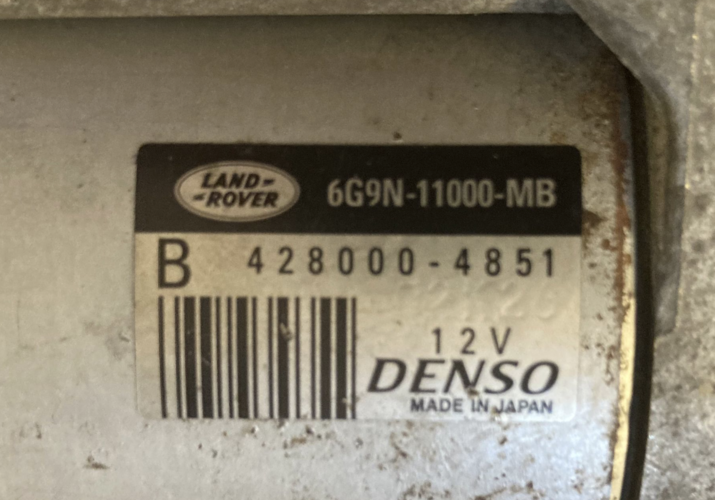 LAND-
-ROVER
6G9N-11000-MB
B 428000-4851
12V
DENSO
MADE IN JAPAN